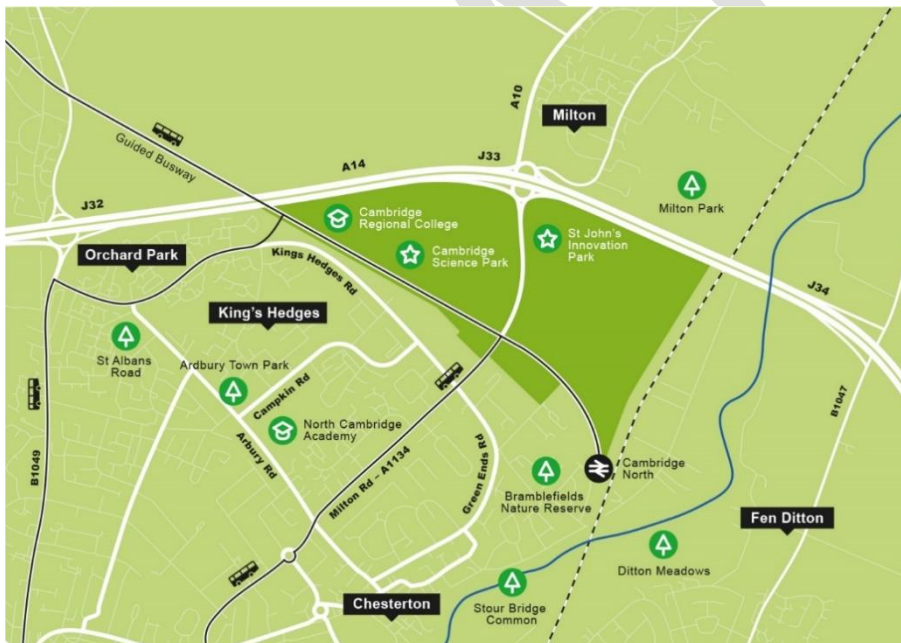 A10
Milton
Guided Busway
A14
J33
J32
Milton Park
Cambridge
Regional College
St John's
Innovation
Park
Orchard Park
Kings Hedges Rd
Cambridge
Science Park
J34
King's Hedges
St Albans
Road
Ardbury Town Park
Campkin Rd
B1047
North Cambridge
Academy
B1049
Arbury Rd
Milton Rd – A1134
Green Ends Rd
Cambridge
North
Bramblefields
Nature Reserve
Fen Ditton
Ditton Meadows
Chesterton
Stour Bridge
Common